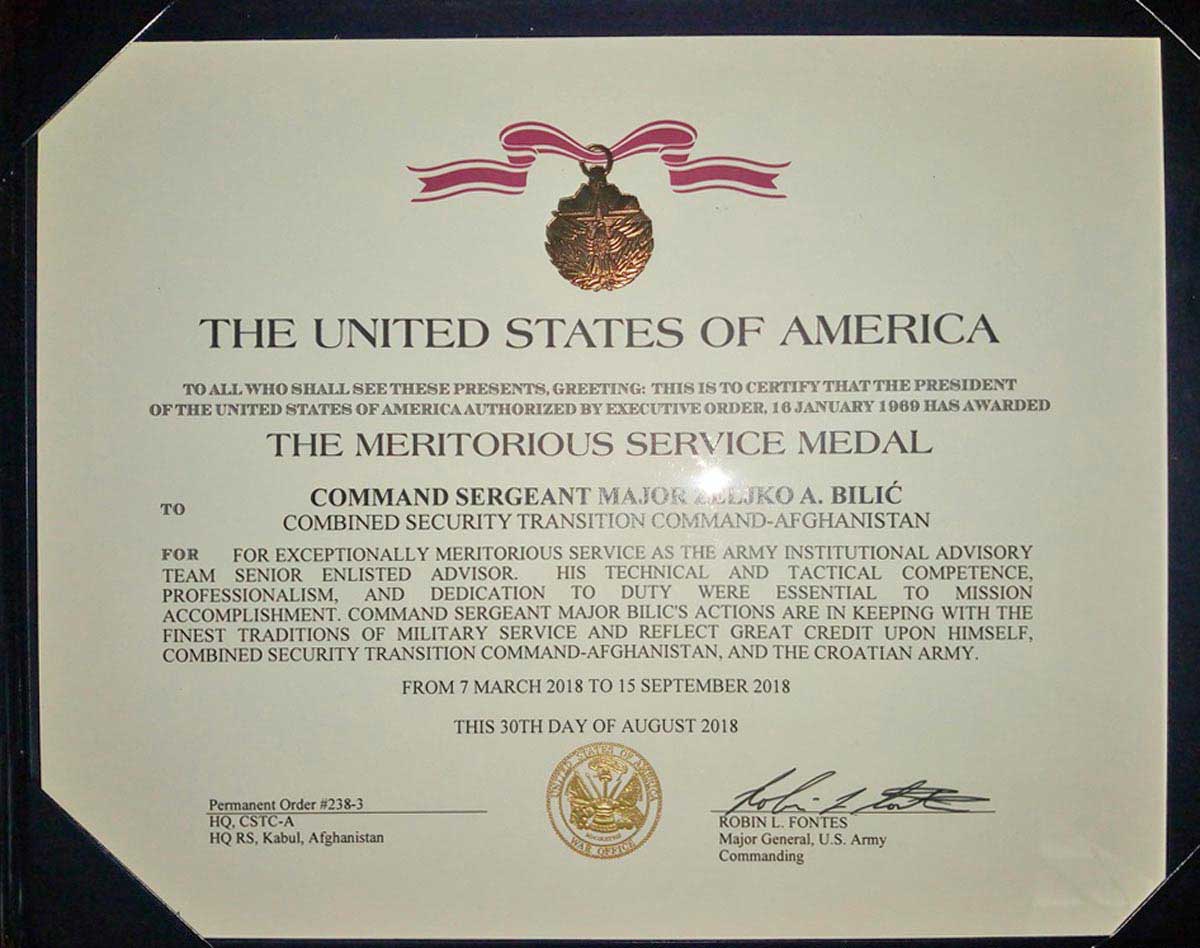 THE UNITED STATES OF AMERICA
TO ALL WHO SHALL SEE THESE PRESENTS, GREETING: THIS IS TO CERTIFY THAT THE PRESIDENT
OF THE UNITED STATES OF AMERICA AUTHORIZED BY EXECUTIVE ORDER, 16 JANUARY 1969 HAS AWARDED
THE MERITORIOUS SERVICE MEDAL
TO COMMAND SERGEANT MAJOR ŽELJKO A. BILIĆ
COMBINED SECURITY TRANSITION COMMAND-AFGHANISTAN
FOR FOR EXCEPTIONALLY MERITORIOUS SERVICE AS THE ARMY INSTITUTIONAL ADVISORY
TEAM SENIOR ENLISTED ADVISOR. HIS TECHNICAL AND TACTICAL COMPETENCE,
PROFESSIONALISM, AND DEDICATION TO DUTY WERE ESSENTIAL TO MISSION
ACCOMPLISHMENT. COMMAND SERGEANT MAJOR BILIC'S ACTIONS ARE IN KEEPING WITH THE
FINEST TRADITIONS OF MILITARY SERVICE AND REFLECT GREAT CREDIT UPON HIMSELF,
COMBINED SECURITY TRANSITION COMMAND-AFGHANISTAN, AND THE CROATIAN ARMY.
FROM 7 MARCH 2018 TO 15 SEPTEMBER 2018
THIS 30TH DAY OF AUGUST 2018
UNITED STATES OF AMERICA
WAR OFFICE
Permanent Order #238-3
HQ, CSTC-A
HQ RS, Kabul, Afghanistan
ROBIN L. FONTES
Major General, U.S. Army
Commanding